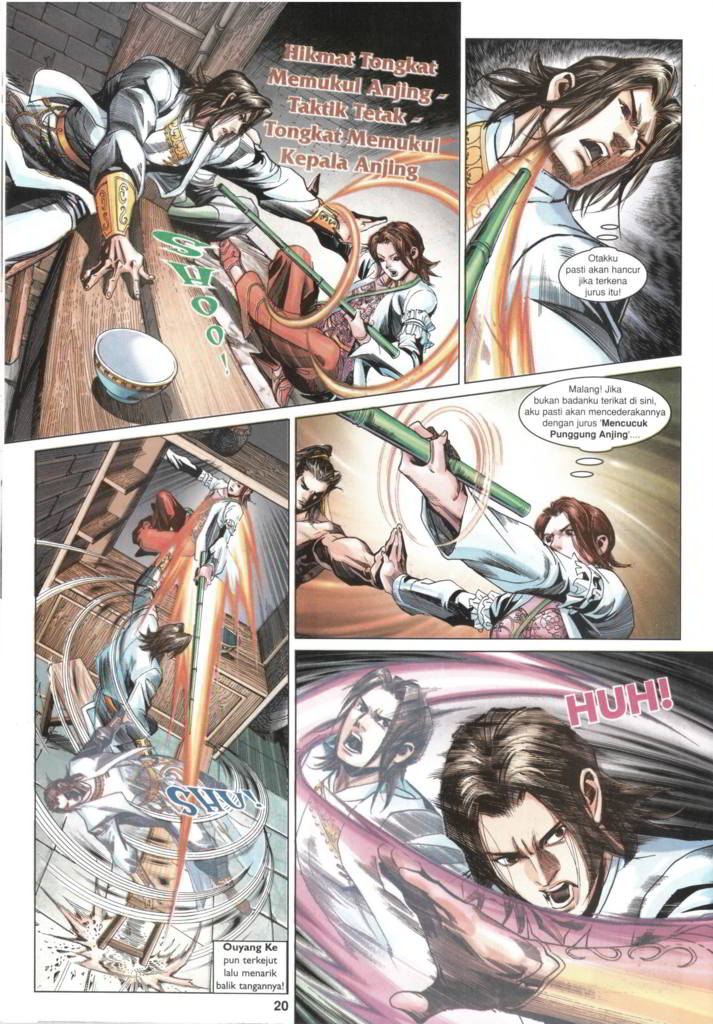 Hikmat Tongkat
Memukul Anjing -
Taktik Tetak -
Tongkat Memukul
Kepala Anjing
SHOO!
Otakku
pasti akan hancur
jika terkena
jurus itu!
Malang! Jika
bukan badanku terikat di sini,
aku pasti akan mencederakannya
dengan jurus 'Mencucuk
Punggung Anjing'....
SHU!
Ouyang Ke
pun terkejut
lalu menarik
balik tangannya!
HUH!
20